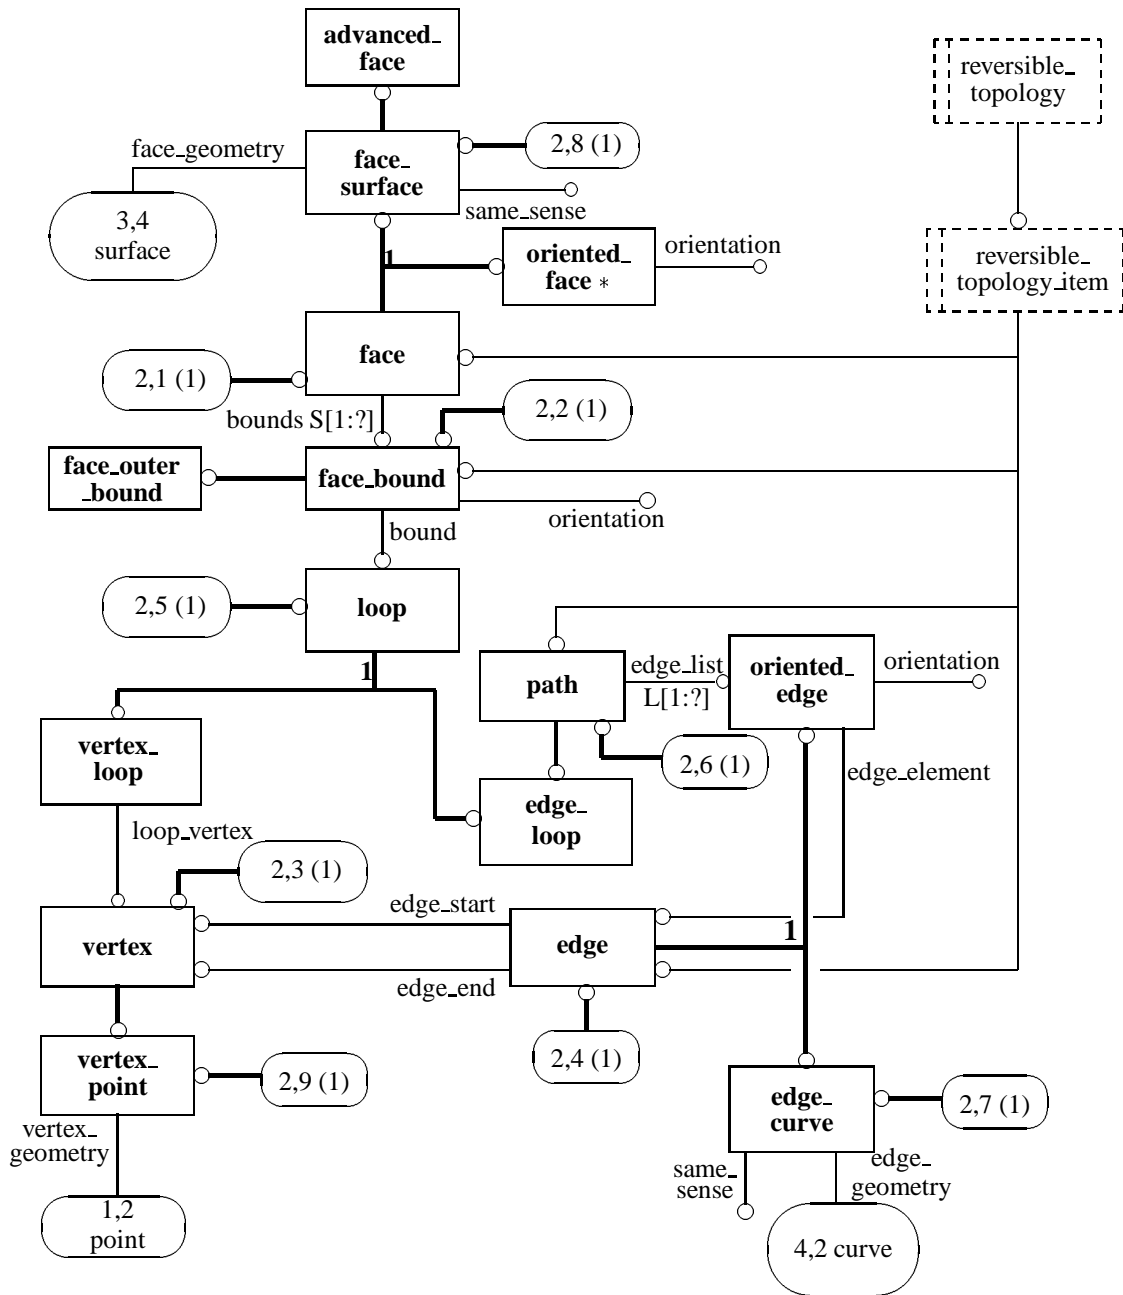 advanced_
face
reversible_
topology
face_geometry
face_
surface
2,8 (1)
same_sense
3,4
surface
1
oriented_
face *
orientation
reversible_
topology_item
face
2,1 (1)
bounds S[1:?]
2,2 (1)
face_outer
_bound
face_bound
orientation
bound
2,5 (1)
loop
1
path
edge_list
L[1:?]
oriented_
edge
orientation
vertex_
loop
2,6 (1)
edge_element
edge_
loop
loop_vertex
2,3 (1)
edge_start
vertex
edge
1
edge_end
2,4 (1)
vertex_
point
2,9 (1)
edge_
curve
2,7 (1)
vertex_
geometry
same_
sense
edge_
geometry
1,2
point
4,2 curve